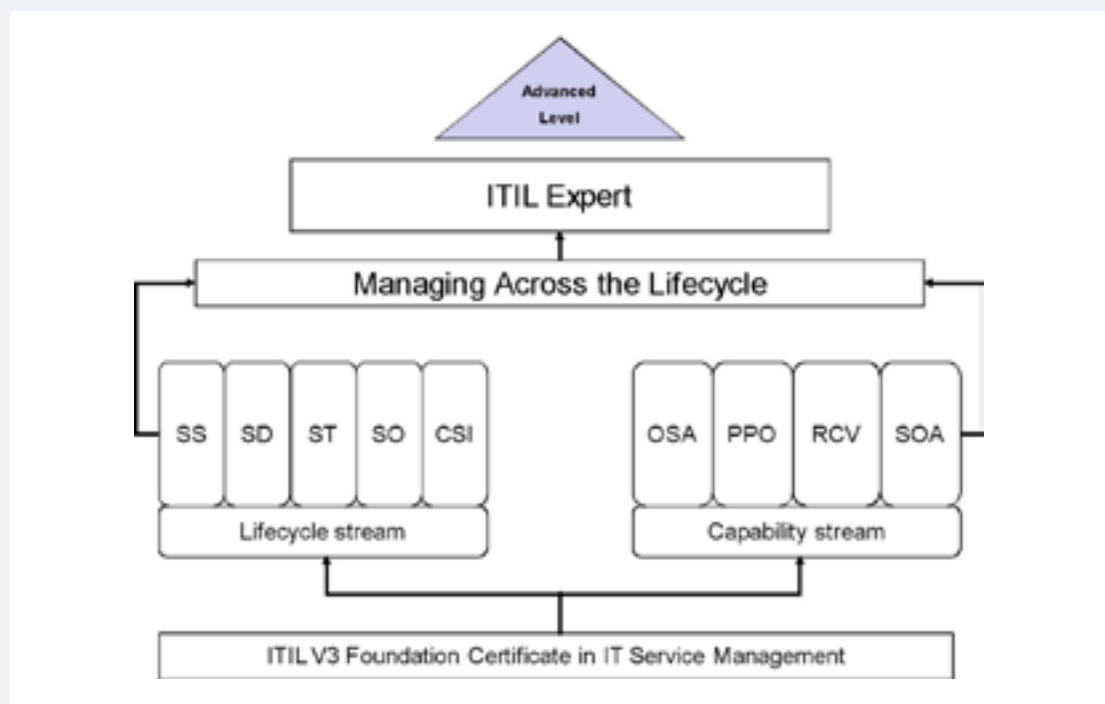 Advanced
Level
ITIL Expert
Managing Across the Lifecycle
SS SD ST SO CSI
OSA PPO RCV SOA
Lifecycle stream
Capability stream
ITIL V3 Foundation Certificate in IT Service Management